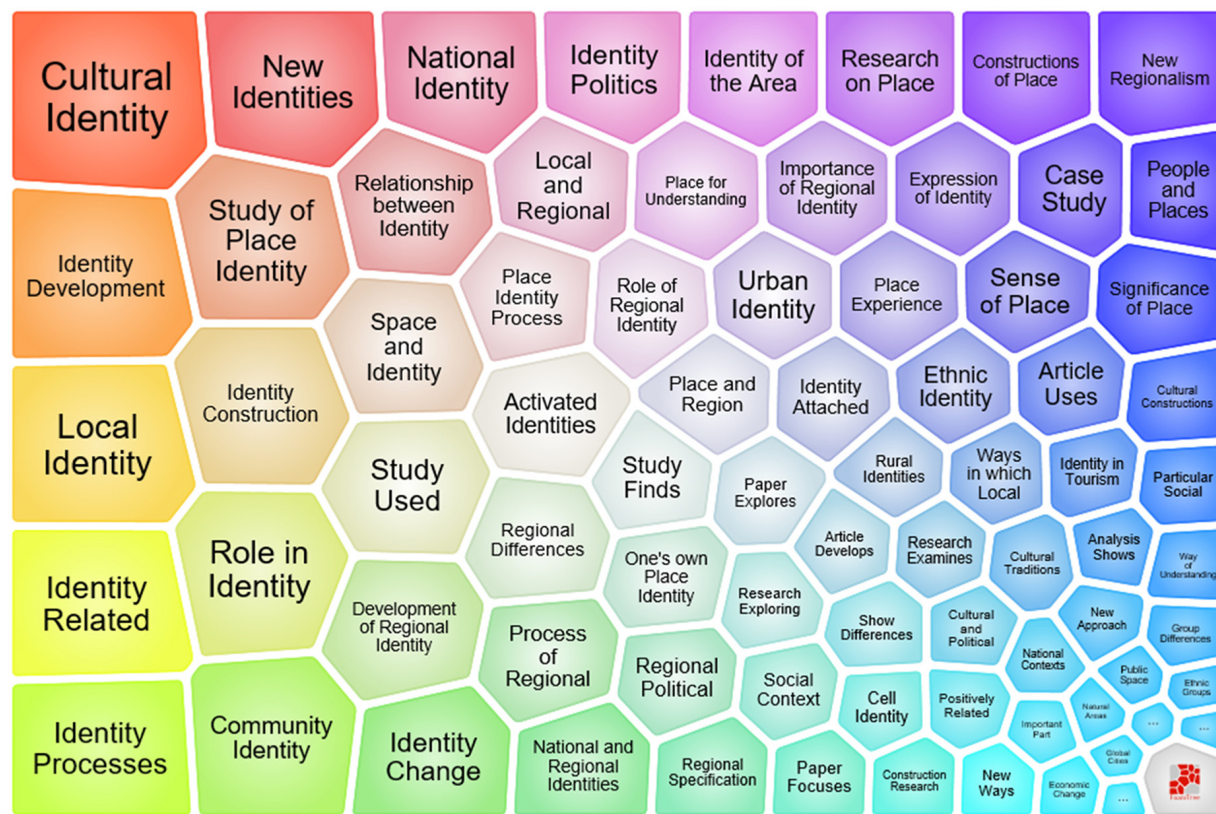 Cultural
Identity
New
Identities
National
Identity
Identity
Politics
Identity of
the Area
Research
on Place
Constructions
of Place
New
Regionalism
Identity
Development
Study of
Place
Identity
Relationship
between
Identity
Local
and
Regional
Place for
Understanding
Importance
of Regional
Identity
Expression
of Identity
Case
Study
People
and
Places
Space
and
Identity
Place
Identity
Process
Role of
Regional
Identity
Urban
Identity
Place
Experience
Sense
of Place
Significance
of Place
Local
Identity
Identity
Construction
Activated
Identities
Place and
Region
Identity
Attached
Ethnic
Identity
Article
Uses
Cultural
Constructions
Study
Used
Study
Finds
Paper
Explores
Rural
Identities
Ways
in which
Local
Identity in
Tourism
Particular
Social
Identity
Related
Role in
Identity
Regional
Differences
One's own
Place
Identity
Article
Develops
Research
Examines
Cultural
Traditions
Analysis
Shows
Way
of
Understanding
Development
of Regional
Identity
Process
of
Regional
Research
Exploring
Show
Differences
Cultural
and
Political
New
Approach
Group
Differences
National
Contexts
Public
Space
Ethnic
Groups
Identity
Processes
Community
Identity
Identity
Change
Regional
Political
Social
Context
Cell
Identity
Positively
Related
Important
Part
Natural
Areas
...
...
National and
Regional
Identities
Regional
Specification
Paper
Focuses
Construction
Research
New
Ways
Economic
Change
Global
Cities
...